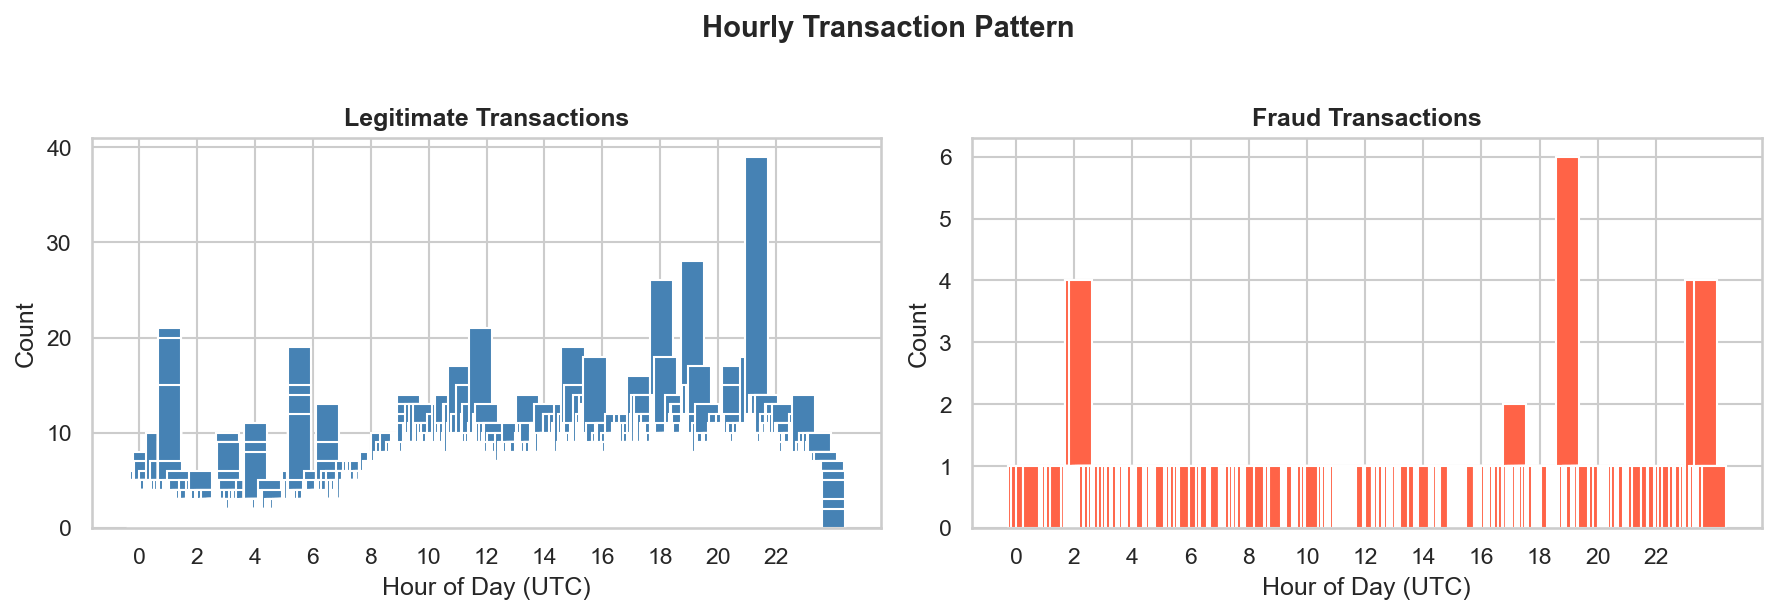 Hourly Transaction Pattern
Legitimate Transactions
Fraud Transactions
40
30
20
10
0
Count
0 2 4 6 8 10 12 14 16 18 20 22
Hour of Day (UTC)
6
5
4
3
2
1
0
Count
0 2 4 6 8 10 12 14 16 18 20 22
Hour of Day (UTC)